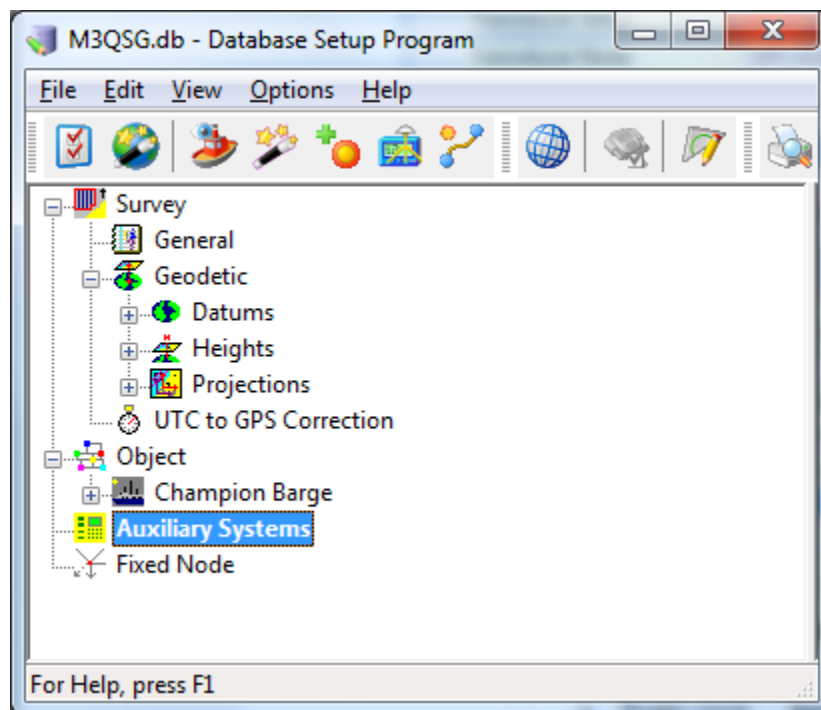 M3QSG.db - Database Setup Program
File Edit View Options Help
Survey
General
Geodetic
Datums
Heights
Projections
UTC to GPS Correction
Object
Champion Barge
Auxiliary Systems
Fixed Node
For Help, press F1